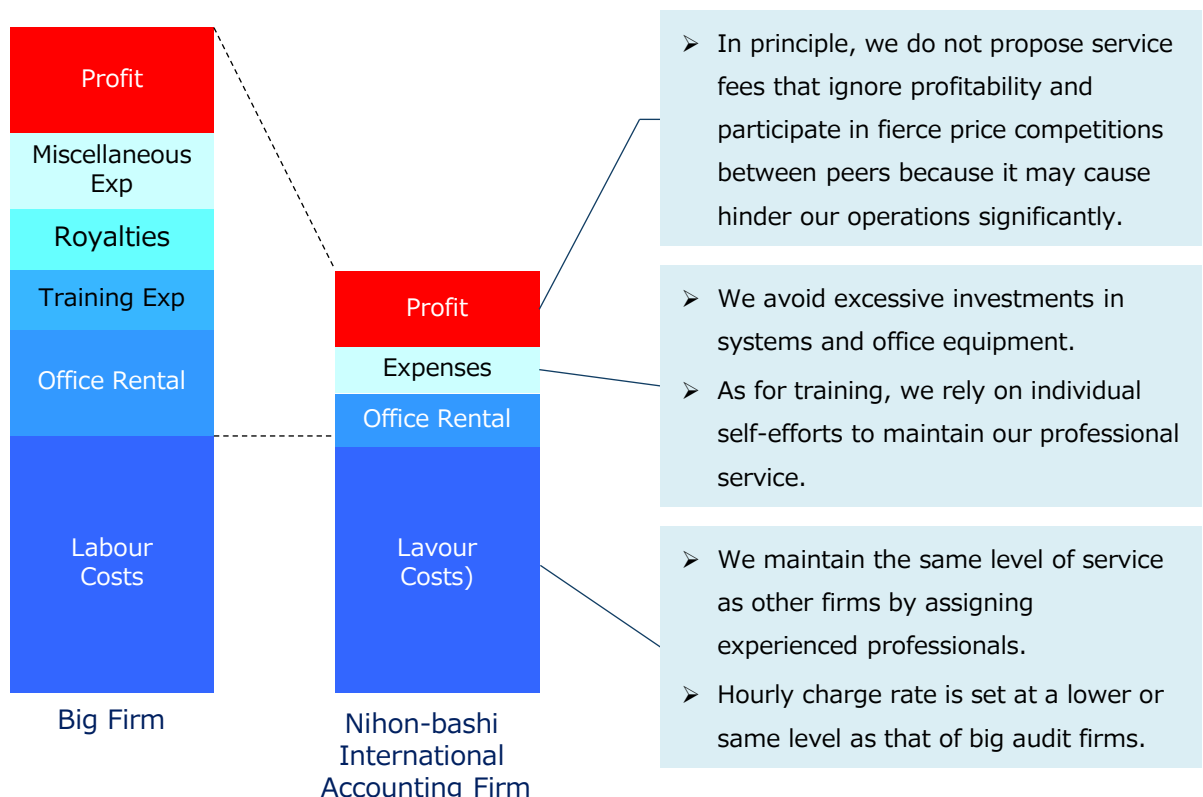 Profit
Miscellaneous
Exp
Royalties
Training Exp
Office Rental
Labour
Costs
Big Firm
Profit
Expenses
Office Rental
Lavour
Costs)
Nihon-bashi
International
Accounting Firm
➢ In principle, we do not propose service
fees that ignore profitability and
participate in fierce price competitions
between peers because it may cause
hinder our operations significantly.
➢ We avoid excessive investments in
systems and office equipment.
➢ As for training, we rely on individual
self-efforts to maintain our professional
service.
➢ We maintain the same level of service
as other firms by assigning
experienced professionals.
➢ Hourly charge rate is set at a lower or
same level as that of big audit firms.